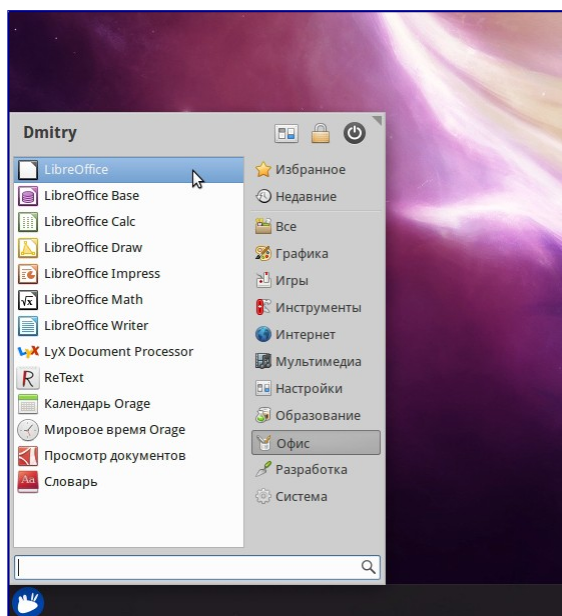 Dmitry
LibreOffice
LibreOffice Base
LibreOffice Calc
LibreOffice Draw
LibreOffice Impress
LibreOffice Math
LibreOffice Writer
LyX Document Processor
ReText
Календарь Orage
Мировое время Orage
Просмотр документов
Словарь
Избранное
Недавние
Все
Графика
Игры
Инструменты
Интернет
Мультимедиа
Настройки
Образование
Офис
Разработка
Система